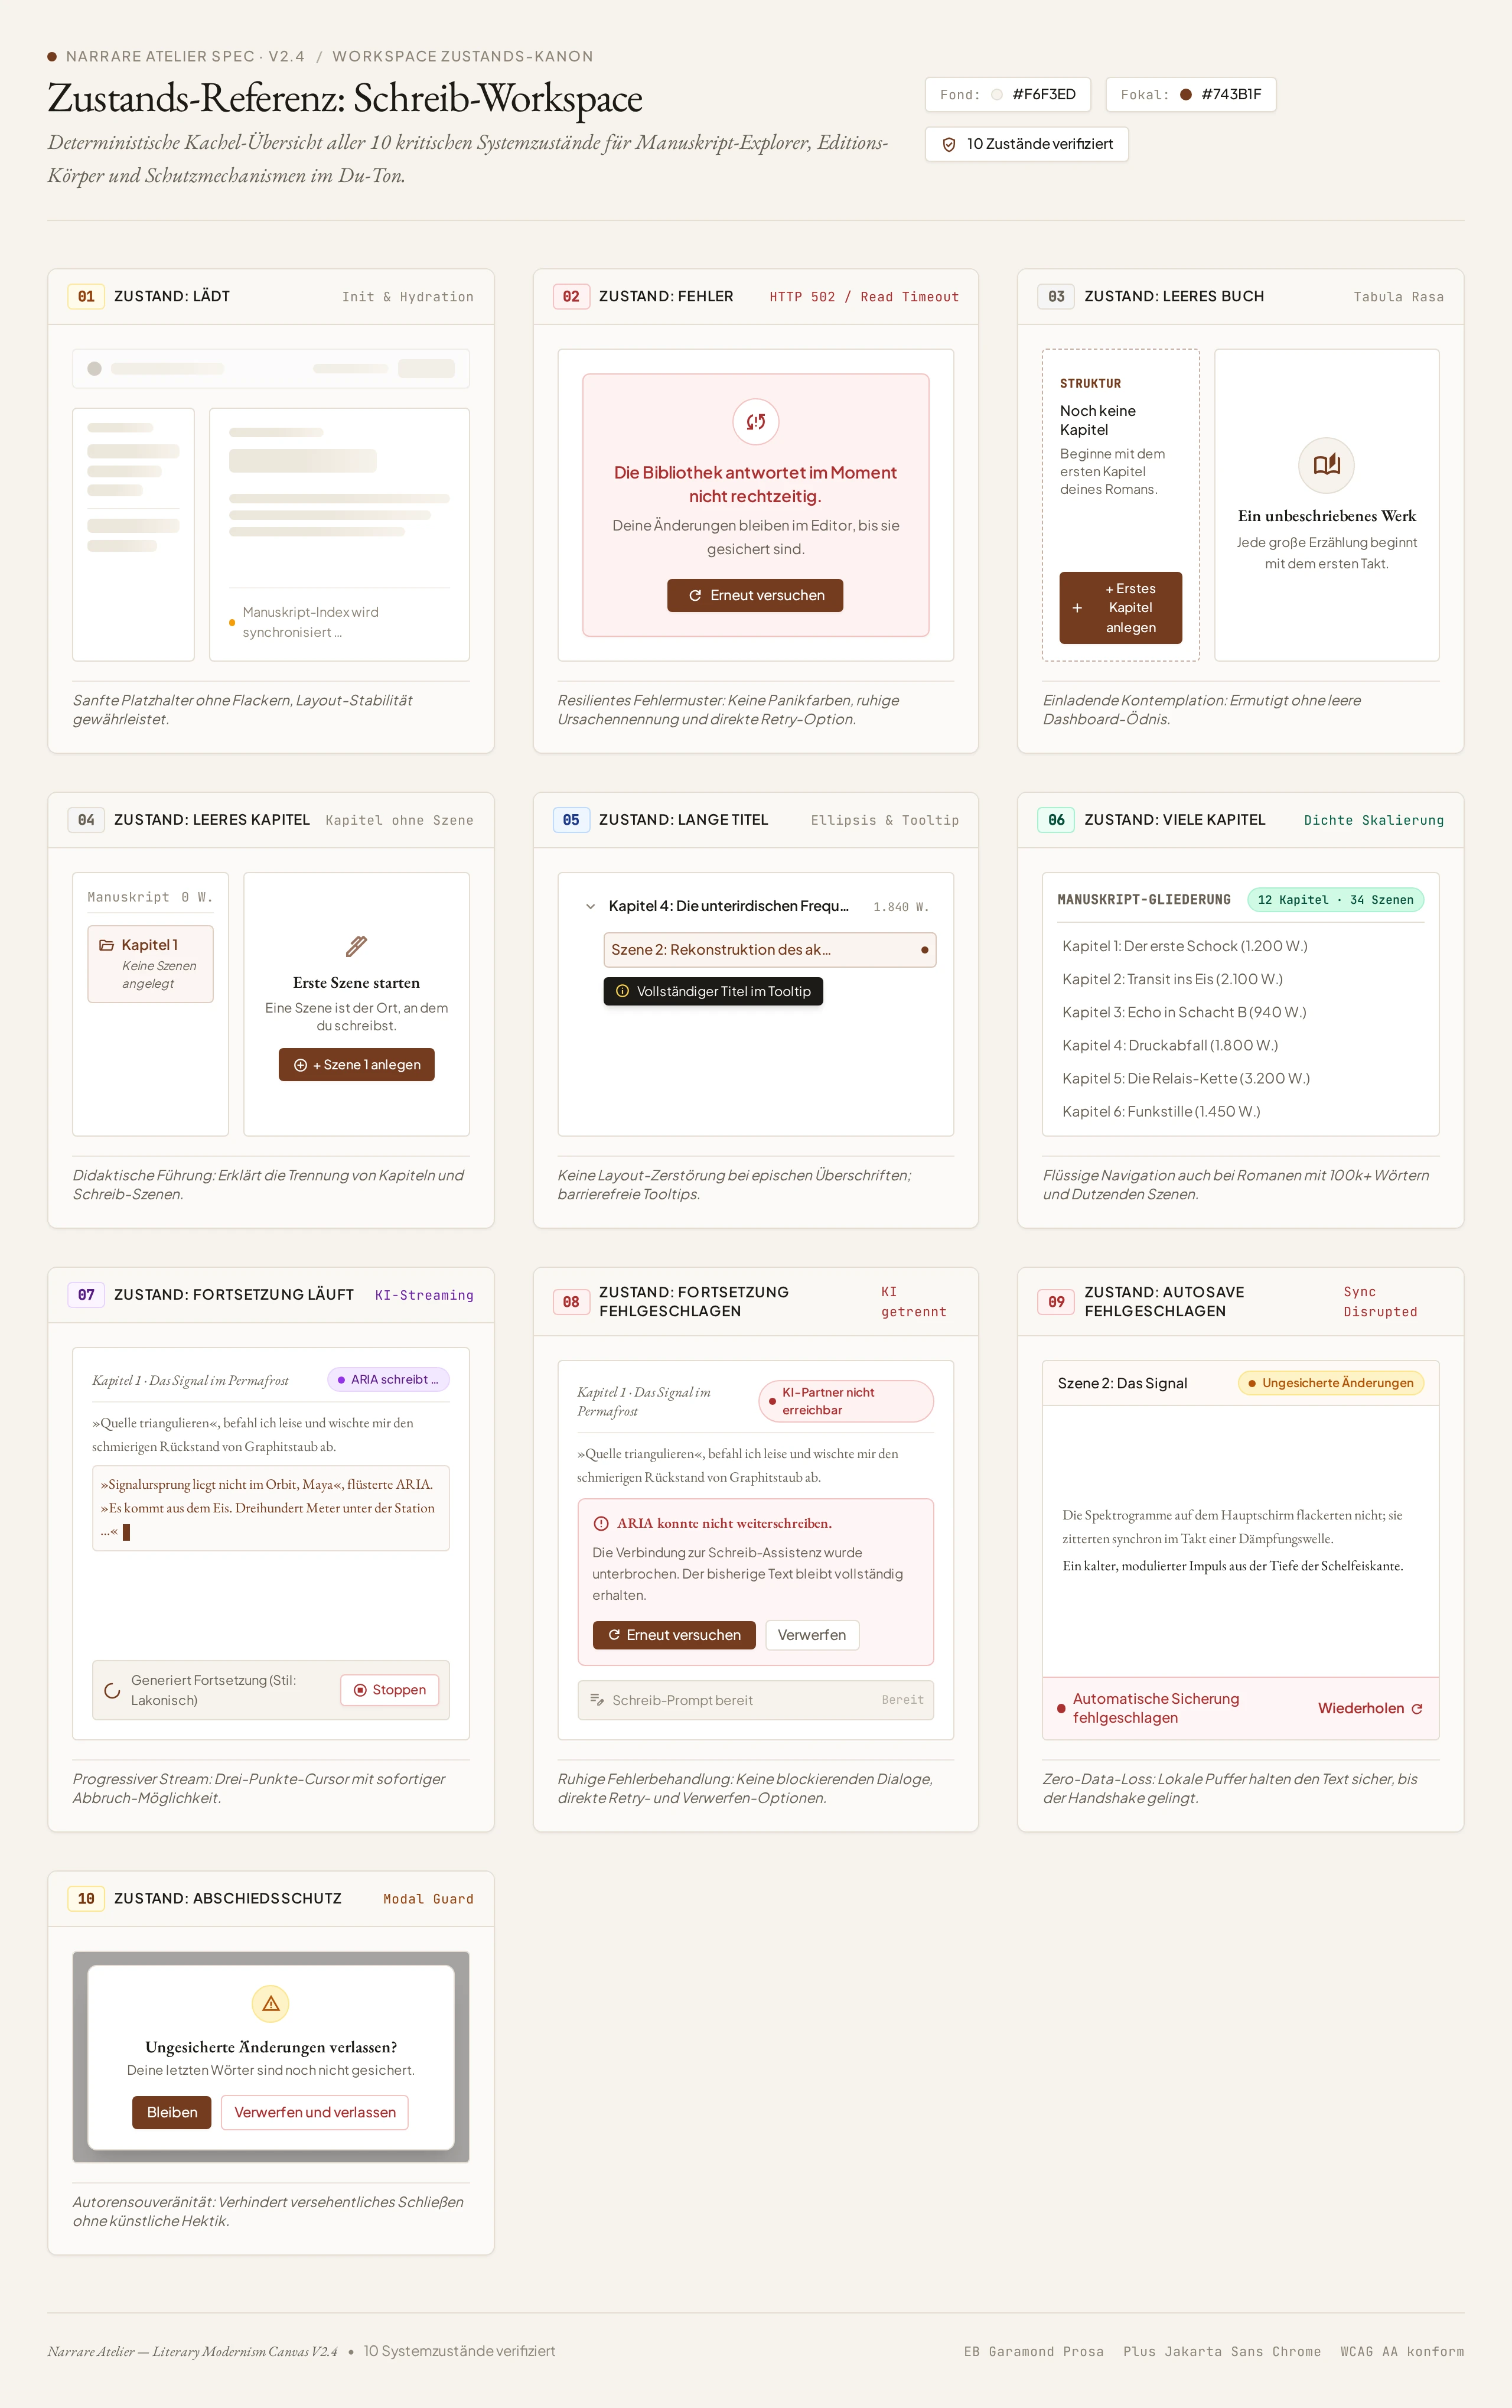 NARRARE ATELIER SPEC · V2.4 / WORKSPACE ZUSTANDS-KANON
Zustands-Referenz: Schreib-Workspace
Deterministische Kachel-Übersicht aller 10 kritischen Systemzustände für Manuskript-Explorer, Editions-
Körper und Schutzmechanismen im Du-Ton.
Fond: #F6F3ED
Fokal: #743B1F
10 Zustände verifiziert
01 ZUSTAND: LÄDT Init & Hydration
Manuskript-Index wird
synchronisiert …
Sanfte Platzhalter ohne Flackern, Layout-Stabilität
gewährleistet.
02 ZUSTAND: FEHLER HTTP 502 / Read Timeout
Die Bibliothek antwortet im Moment
nicht rechtzeitig.
Deine Änderungen bleiben im Editor, bis sie
gesichert sind.
Erneut versuchen
Resilientes Fehlermuster: Keine Panikfarben, ruhige
Ursachennennung und direkte Retry-Option.
03 ZUSTAND: LEERES BUCH Tabula Rasa
STRUKTUR
Noch keine
Kapitel
Beginne mit dem
ersten Kapitel
deines Romans.
+ Erstes
Kapitel
anlegen
Ein unbeschriebenes Werk
Jede große Erzählung beginnt
mit dem ersten Takt.
Einladende Kontemplation: Ermutigt ohne leere
Dashboard-Ödnis.
04 ZUSTAND: LEERES KAPITEL Kapitel ohne Szene
Manuskript 0 W.
Kapitel 1
Keine Szenen
angelegt
Erste Szene starten
Eine Szene ist der Ort, an dem
du schreibst.
+ Szene 1 anlegen
Didaktische Führung: Erklärt die Trennung von Kapiteln und
Schreib-Szenen.
05 ZUSTAND: LANGE TITEL Ellipsis & Tooltip
Kapitel 4: Die unterirdischen Frequ… 1.840 W.
Szene 2: Rekonstruktion des ak…
Vollständiger Titel im Tooltip
Keine Layout-Zerstörung bei epischen Überschriften;
barrierefreie Tooltips.
06 ZUSTAND: VIELE KAPITEL Dichte Skalierung
MANUSKRIPT-GLIEDERUNG 12 Kapitel · 34 Szenen
Kapitel 1: Der erste Schock (1.200 W.)
Kapitel 2: Transit ins Eis (2.100 W.)
Kapitel 3: Echo in Schacht B (940 W.)
Kapitel 4: Druckabfall (1.800 W.)
Kapitel 5: Die Relais-Kette (3.200 W.)
Kapitel 6: Funkstille (1.450 W.)
Flüssige Navigation auch bei Romanen mit 100k+ Wörtern
und Dutzenden Szenen.
07 ZUSTAND: FORTSETZUNG LÄUFT KI-Streaming
Kapitel 1 · Das Signal im Permafrost ARIA schreibt …
»Quelle triangulieren«, befahl ich leise und wischte mir den
schmierigen Rückstand von Graphitstaub ab.
»Signalursprung liegt nicht im Orbit, Maya«, flüsterte ARIA.
»Es kommt aus dem Eis. Dreihundert Meter unter der Station
…«
Generiert Fortsetzung (Stil:
Lakonisch)
Stoppen
Progressiver Stream: Drei-Punkte-Cursor mit sofortiger
Abbruch-Möglichkeit.
08 ZUSTAND: FORTSETZUNG
FEHLGESCHLAGEN
KI
getrennt
Kapitel 1 · Das Signal im
Permafrost
KI-Partner nicht
erreichbar
»Quelle triangulieren«, befahl ich leise und wischte mir den
schmierigen Rückstand von Graphitstaub ab.
ARIA konnte nicht weiterschreiben.
Die Verbindung zur Schreib-Assistenz wurde
unterbrochen. Der bisherige Text bleibt vollständig
erhalten.
Erneut versuchen
Verwerfen
Schreib-Prompt bereit Bereit
Ruhige Fehlerbehandlung: Keine blockierenden Dialoge,
direkte Retry- und Verwerfen-Optionen.
09 ZUSTAND: AUTOSAVE
FEHLGESCHLAGEN
Sync
Disrupted
Szene 2: Das Signal Ungesicherte Änderungen
Die Spektrogramme auf dem Hauptschirm flackerten nicht; sie
zitterten synchron im Takt einer Dämpfungswelle.
Ein kalter, modulierter Impuls aus der Tiefe der Schelfeiskante.
Automatische Sicherung
fehlgeschlagen
Wiederholen
Zero-Data-Loss: Lokale Puffer halten den Text sicher, bis
der Handshake gelingt.
10 ZUSTAND: ABSCHIEDSSCHUTZ Modal Guard
Ungesicherte Änderungen verlassen?
Deine letzten Wörter sind noch nicht gesichert.
Bleiben
Verwerfen und verlassen
Autorensouveränität: Verhindert versehentliches Schließen
ohne künstliche Hektik.
Narrare Atelier — Literary Modernism Canvas V2.4 • 10 Systemzustände verifiziert
EB Garamond Prosa Plus Jakarta Sans Chrome WCAG AA konform